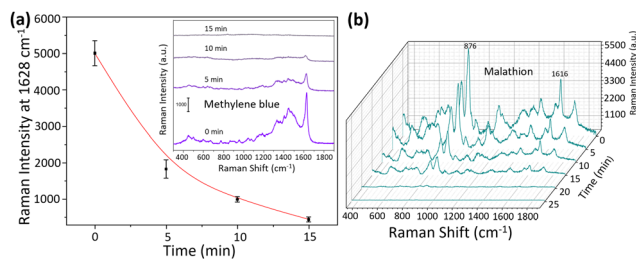 (a)
6000
5000
4000
3000
2000
1000
0
5
10
15
Time (min)
Raman Intensity at 1628 cm⁻¹
15 min
10 min
5 min
1000
Methylene blue
0 min
400 600 800 1000 1200 1400 1600 1800
Raman Shift (cm⁻¹)
Raman Intensity (a.u.)
(b)
876
Malathion
1616
5500
4400
3300
2200
1100
Raman Intensity (a.u.)
0
5
10
15
20
25
Time (min)
400 600 800 1000 1200 1400 1600 1800
Raman Shift (cm⁻¹)